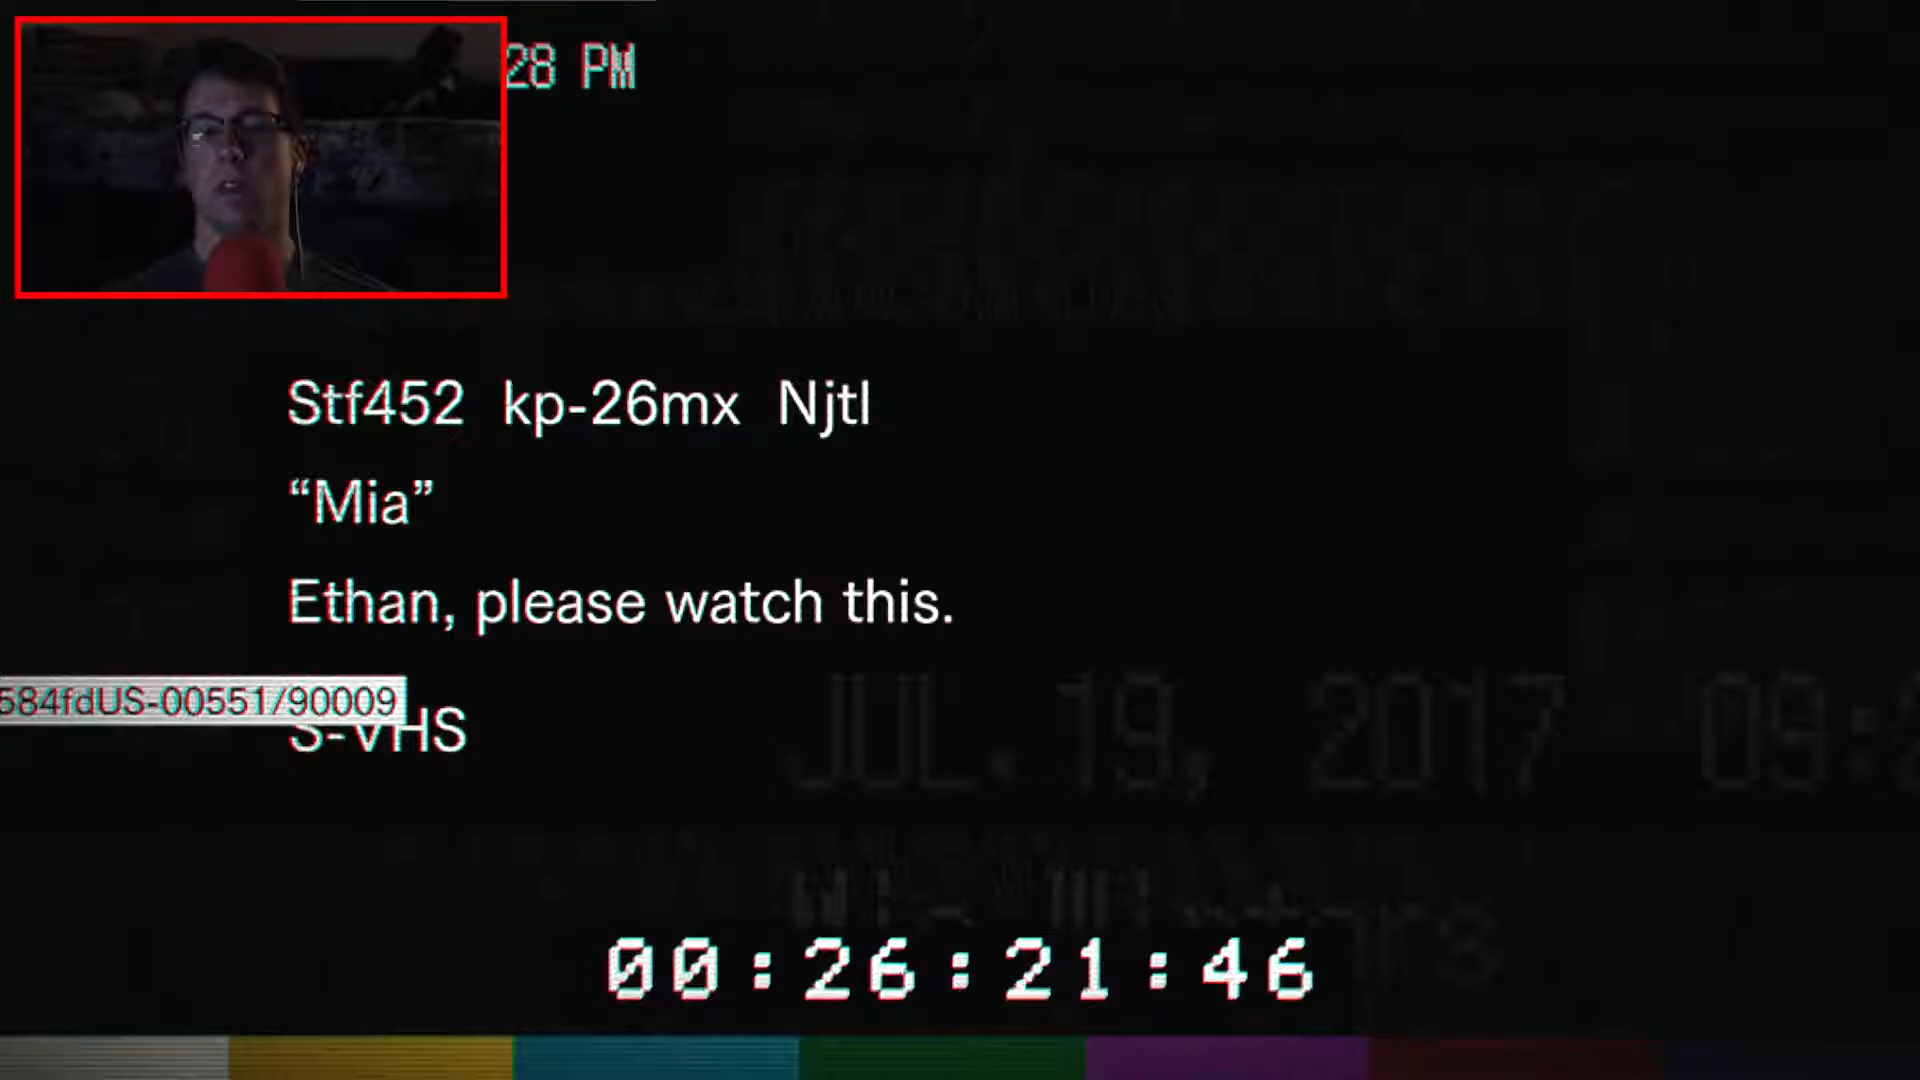 28 PM
Stf452 kp-26mx Njtl
“Mia”
Ethan, please watch this.
584fdUS-00551/90009
S-VHS
JUL. 19, 2017 09:2
00:26:21:46